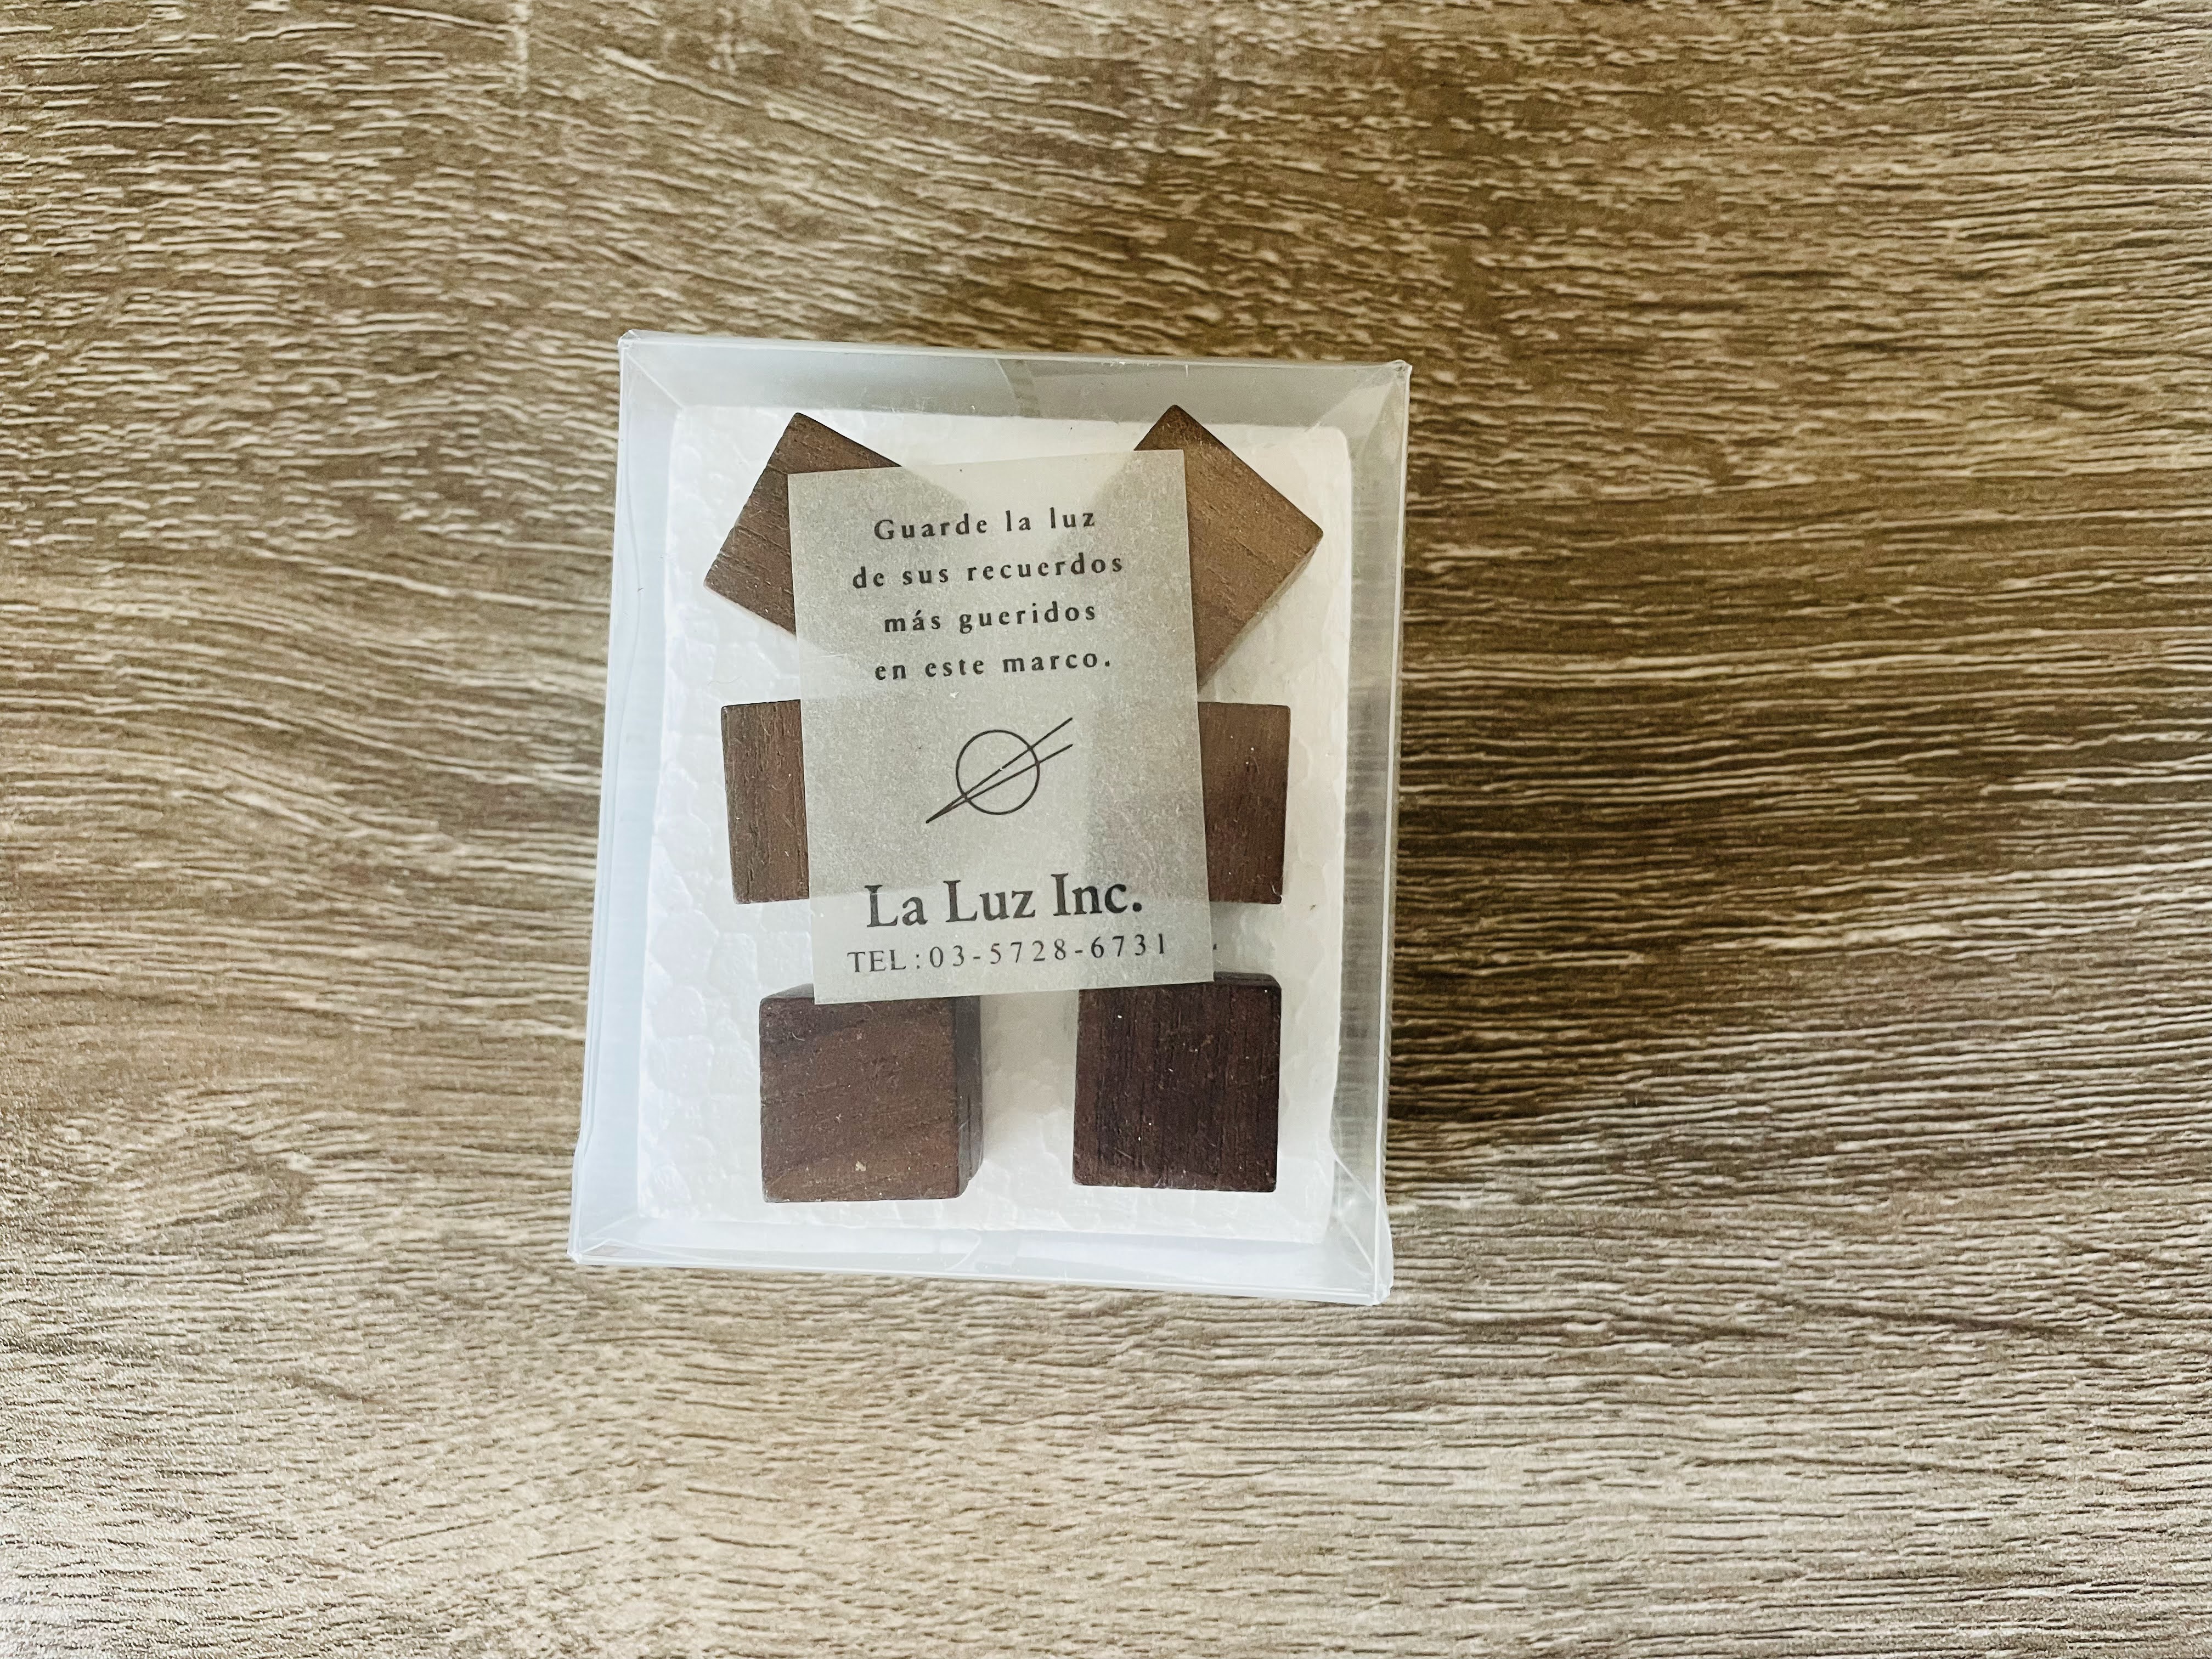 Guarde la luz
de sus recuerdos
más gueridos
en este marco.
La Luz Inc.
TEL:03-5728-6731